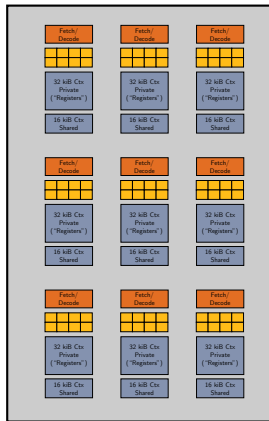 Fetch/ Fetch/ Fetch/
Decode Decode Decode
32 kiB Ctx 32 kiB Ctx 32 kiB Ctx
Private Private Private
("Registers") ("Registers") ("Registers")
16 kiB Ctx 16 kiB Ctx 16 kiB Ctx
Shared Shared Shared
Fetch/ Fetch/ Fetch/
Decode Decode Decode
32 kiB Ctx 32 kiB Ctx 32 kiB Ctx
Private Private Private
("Registers") ("Registers") ("Registers")
16 kiB Ctx 16 kiB Ctx 16 kiB Ctx
Shared Shared Shared
Fetch/ Fetch/ Fetch/
Decode Decode Decode
32 kiB Ctx 32 kiB Ctx 32 kiB Ctx
Private Private Private
("Registers") ("Registers") ("Registers")
16 kiB Ctx 16 kiB Ctx 16 kiB Ctx
Shared Shared Shared